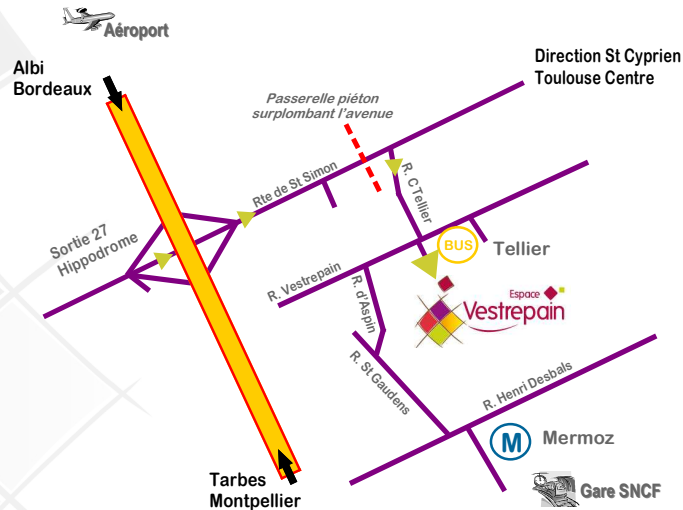 Aéroport
Albi
Bordeaux
Direction St Cyprien
Toulouse Centre
Passerelle piéton
surplombant l'avenue
Rte de St Simon
R. C Tellier
Sortie 27
Hippodrome
BUS
Tellier
R. Vestrepain
R. d'Aspin
Espace
Vestrepain
R. St Gaudens
R. Henri Desbals
M
Mermoz
Tarbes
Montpellier
Gare SNCF